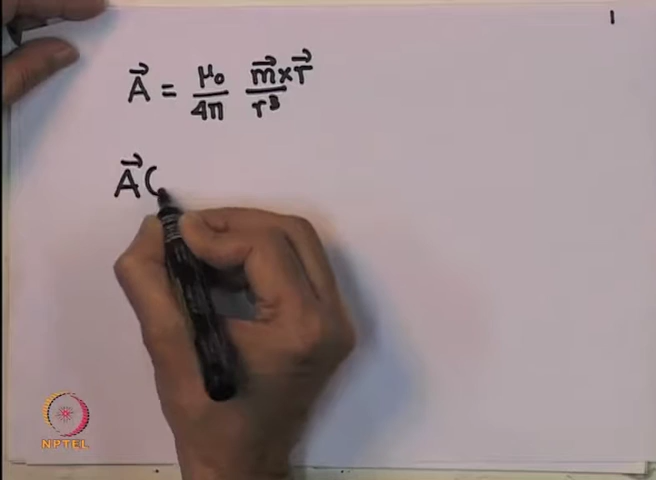 1
A⃗ = μ₀/4π m⃗×r⃗/r³
A⃗(
NPTEL